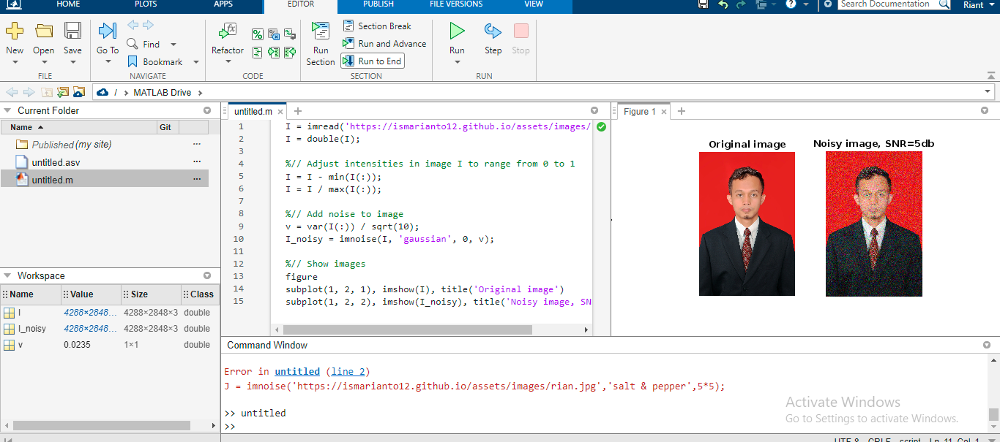 HOME PLOTS APPS EDITOR PUBLISH FILE VERSIONS VIEW Search Documentation Riant
New Open Save Go To Find Bookmark Refactor Run Section Section Break Run and Advance Run to End Run Step Stop
FILE NAVIGATE CODE SECTION RUN
/ > MATLAB Drive >
Current Folder
Name Git
Published (my site) ...
untitled.asv ...
untitled.m ...
Workspace
Name Value Size Class
I 4288×2848... 4288×2848×3 double
I_noisy 4288×2848... 4288×2848×3 double
v 0.0235 1×1 double
untitled.m × +
1 I = imread('https://ismarianto12.github.io/assets/images/
2 I = double(I);
3
4 %// Adjust intensities in image I to range from 0 to 1
5 I = I - min(I(:));
6 I = I / max(I(:));
7
8 %// Add noise to image
9 v = var(I(:)) / sqrt(10);
10 I_noisy = imnoise(I, 'gaussian', 0, v);
11
12 %// Show images
13 figure
14 subplot(1, 2, 1), imshow(I), title('Original image')
15 subplot(1, 2, 2), imshow(I_noisy), title('Noisy image, SN
Figure 1 × +
Original image
Noisy image, SNR=5db
Command Window
Error in untitled (line 2)
J = imnoise('https://ismarianto12.github.io/assets/images/rian.jpg','salt & pepper',5*5);
>> untitled
>>
Activate Windows
Go to Settings to activate Windows.
UTF-8 CRLF script Ln 11 Col 1